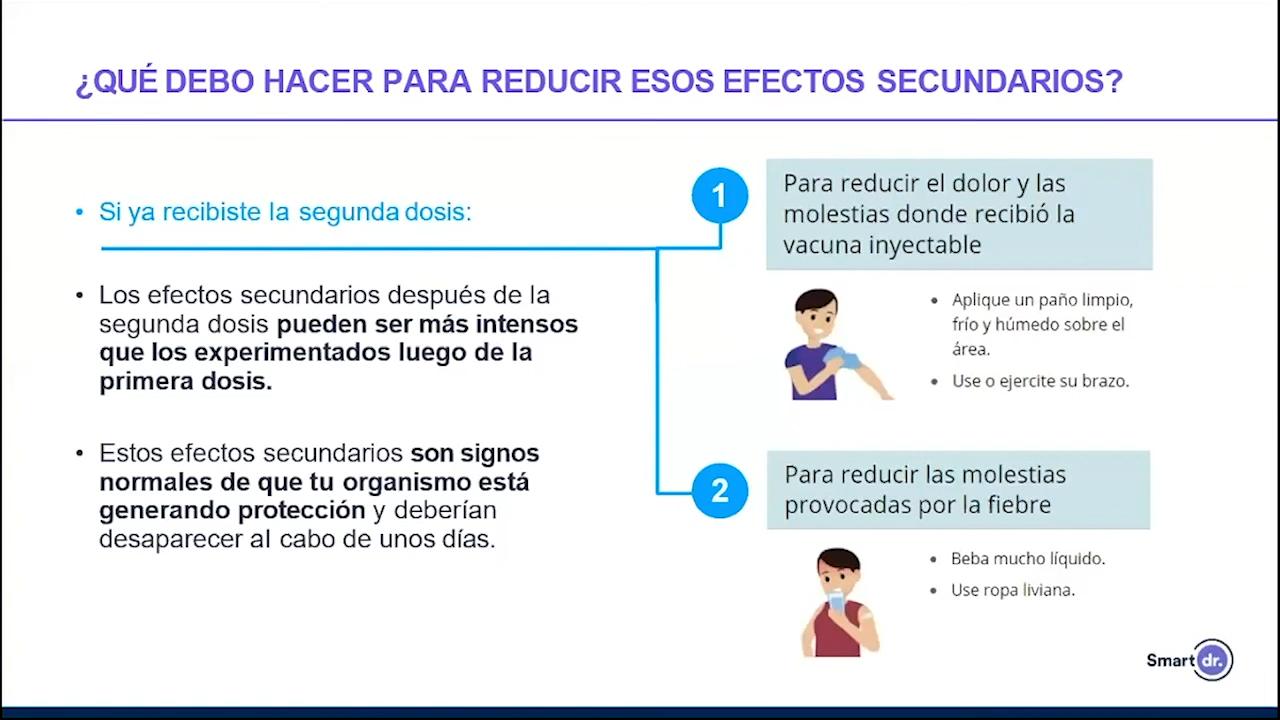 ¿QUÉ DEBO HACER PARA REDUCIR ESOS EFECTOS SECUNDARIOS?
• Si ya recibiste la segunda dosis:
• Los efectos secundarios después de la
segunda dosis pueden ser más intensos
que los experimentados luego de la
primera dosis.
• Estos efectos secundarios son signos
normales de que tu organismo está
generando protección y deberían
desaparecer al cabo de unos días.
1
Para reducir el dolor y las
molestias donde recibió la
vacuna inyectable
• Aplique un paño limpio,
frío y húmedo sobre el
área.
• Use o ejercite su brazo.
2
Para reducir las molestias
provocadas por la fiebre
• Beba mucho líquido.
• Use ropa liviana.
Smart dr.